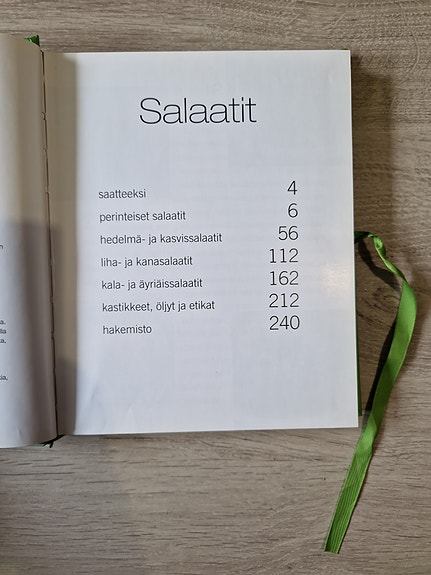 Salaatit
saatteeksi 4
perinteiset salaatit 6
hedelmä- ja kasvissalaatit 56
liha- ja kanasalaatit 112
kala- ja äyriäissalaatit 162
kastikkeet, öljyt ja etikat 212
hakemisto 240